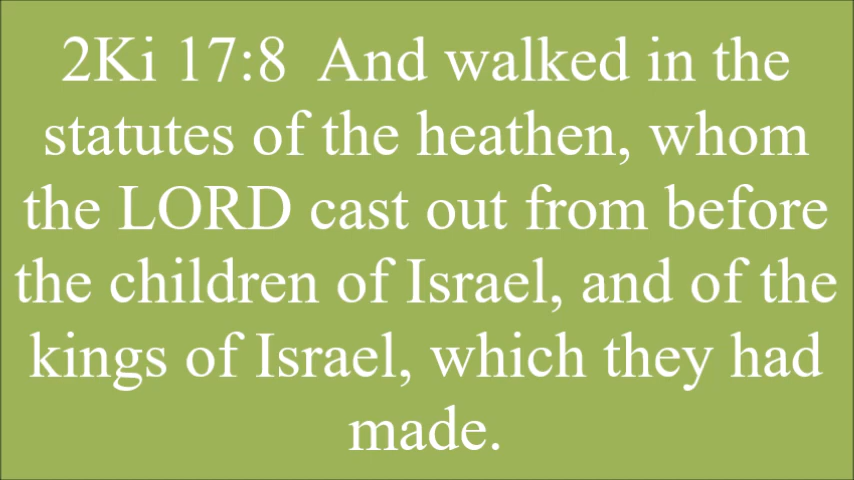 2Ki 17:8  And walked in the
statutes of the heathen, whom
the LORD cast out from before
the children of Israel, and of the
kings of Israel, which they had
made.